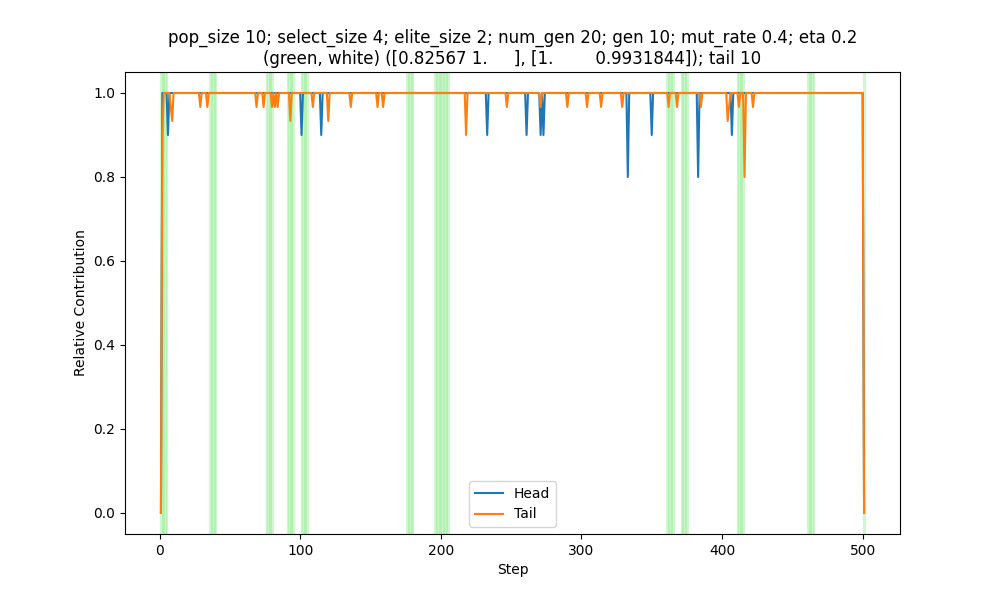 pop_size 10; select_size 4; elite_size 2; num_gen 20; gen 10; mut_rate 0.4; eta 0.2
(green, white) ([0.82567 1.     ], [1.        0.9931844]); tail 10
Relative Contribution
1.0
0.8
0.6
0.4
0.2
0.0
Head
Tail
0 100 200 300 400 500
Step